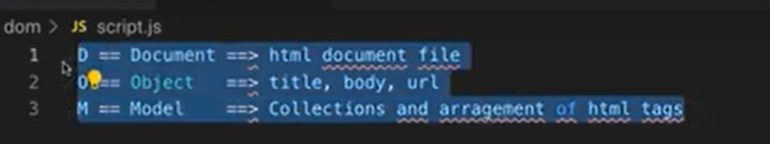 dom > JS script.js
1 D == Document ==> html document file
2 O == Object ==> title, body, url
3 M == Model ==> Collections and arragement of html tags